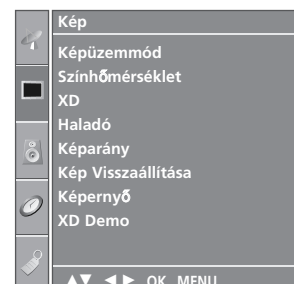 Kép
Képüzemmód
Színhőmérséklet
XD
Haladó
Képarány
Kép Visszaállítása
Képernyő
XD Demo
▲▼ ◄► OK MENU